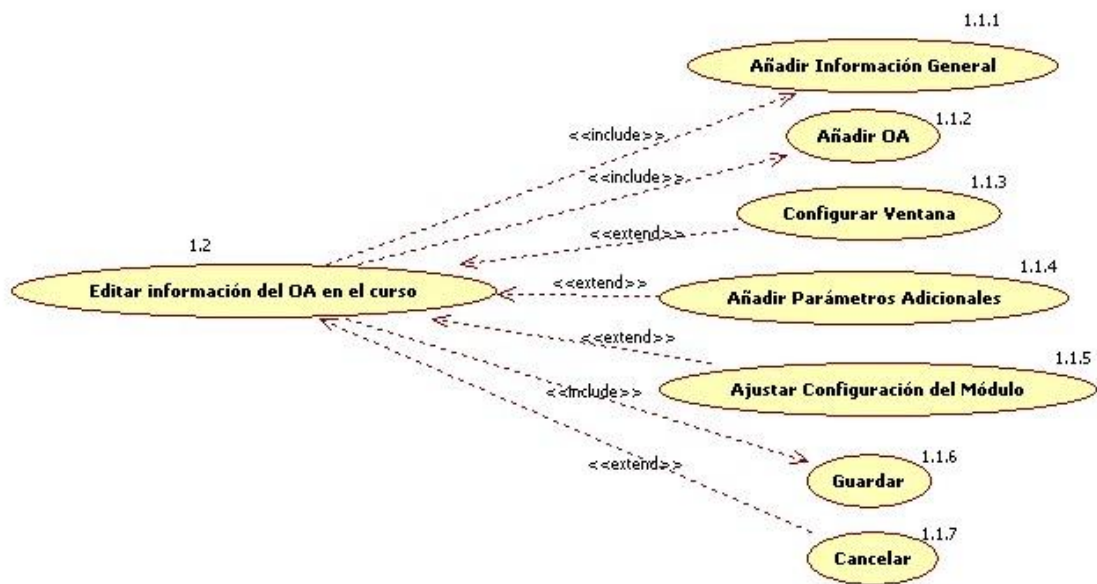 1.1.1
Añadir Información General
1.1.2
<<include>>
Añadir OA
<<include>>
1.1.3
Configurar Ventana
<<extend>>
1.2
1.1.4
<<extend>>
Editar información del OA en el curso
Añadir Parámetros Adicionales
<<extend>>
1.1.5
<<include>>
Ajustar Configuración del Módulo
1.1.6
<<extend>>
Guardar
1.1.7
Cancelar